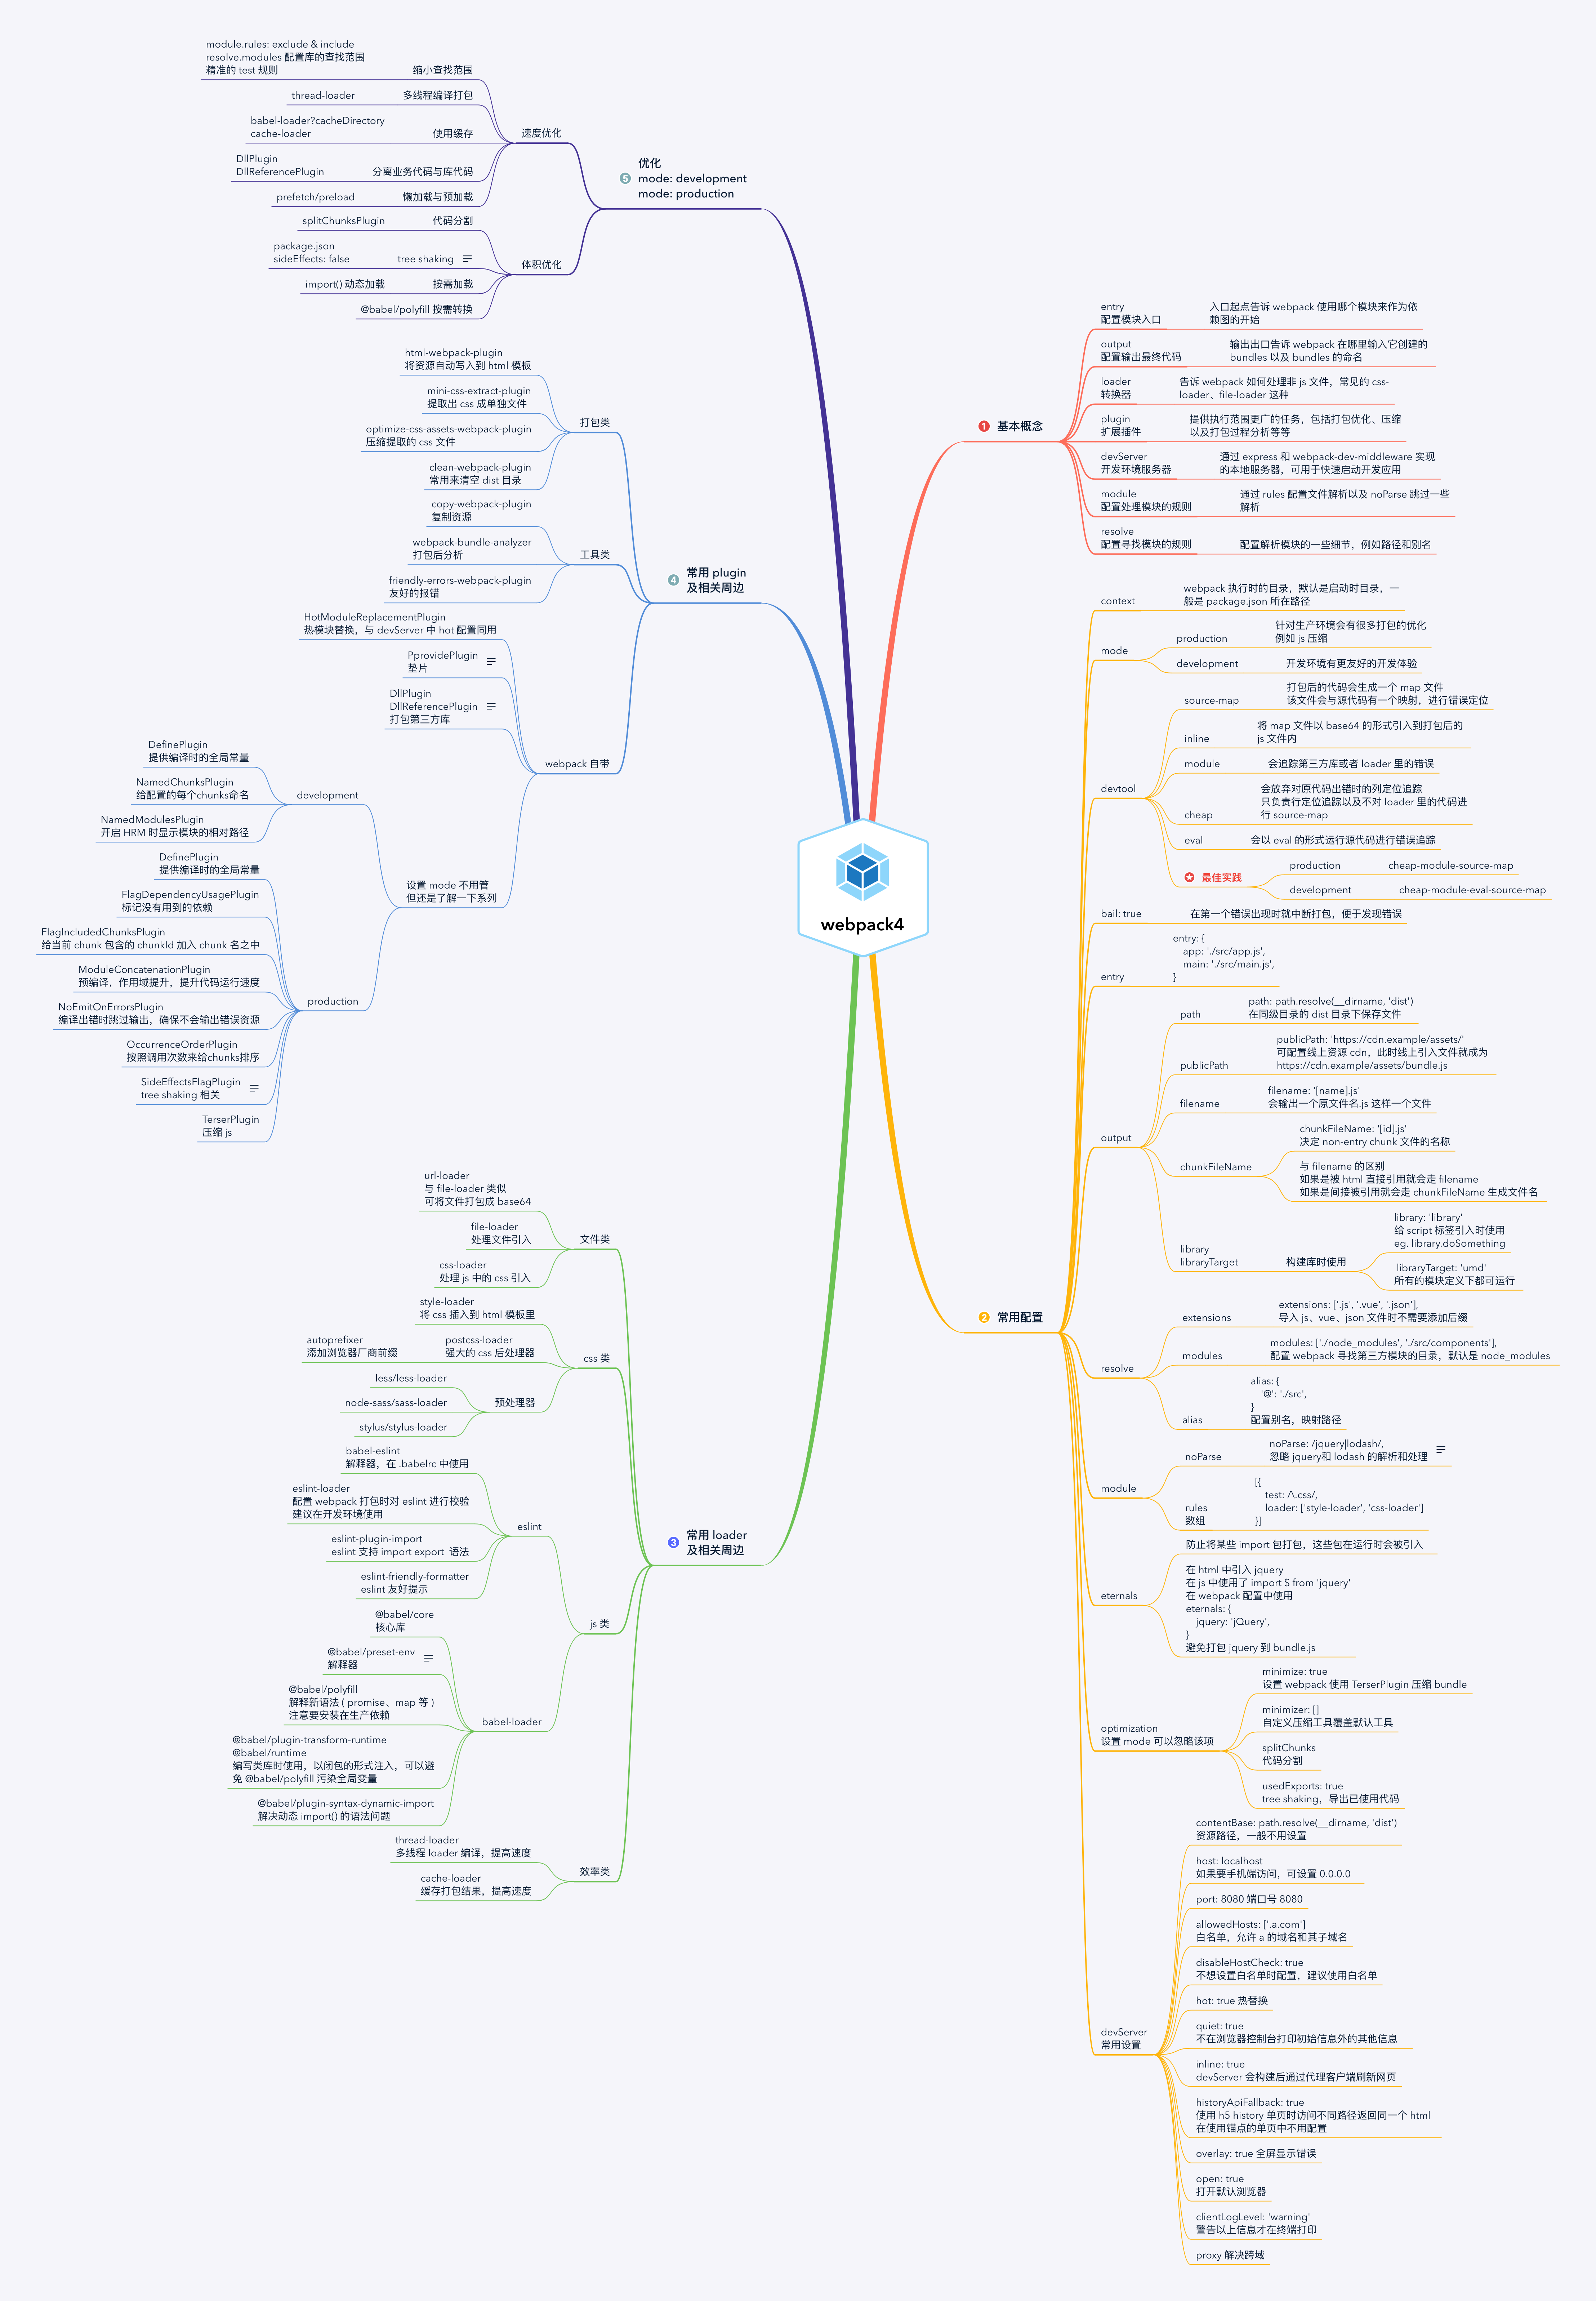 webpack4
基本概念
entry
配置模块入口
入口起点告诉 webpack 使用哪个模块来作为依
赖图的开始
output
配置输出最终代码
输出出口告诉 webpack 在哪里输入它创建的
bundles 以及 bundles 的命名
loader
转换器
告诉 webpack 如何处理非 js 文件，常见的 css-
loader、file-loader 这种
plugin
扩展插件
提供执行范围更广的任务，包括打包优化、压缩
以及打包过程分析等等
devServer
开发环境服务器
通过 express 和 webpack-dev-middleware 实现
的本地服务器，可用于快速启动开发应用
module
配置处理模块的规则
通过 rules 配置文件解析以及 noParse 跳过一些
解析
resolve
配置寻找模块的规则
配置解析模块的一些细节，例如路径和别名
常用配置
context
webpack 执行时的目录，默认是启动时目录，一
般是 package.json 所在路径
mode
production
针对生产环境会有很多打包的优化
例如 js 压缩
development
开发环境有更友好的开发体验
devtool
source-map
打包后的代码会生成一个 map 文件
该文件会与源代码有一个映射，进行错误定位
inline
将 map 文件以 base64 的形式引入到打包后的
js 文件内
module
会追踪第三方库或者 loader 里的错误
cheap
会放弃对原代码出错时的列定位追踪
只负责行定位追踪以及不对 loader 里的代码进
行 source-map
eval
会以 eval 的形式运行源代码进行错误追踪
最佳实践
production
cheap-module-source-map
development
cheap-module-eval-source-map
bail: true
在第一个错误出现时就中断打包，便于发现错误
entry
entry: {
app: './src/app.js',
main: './src/main.js',
}
output
path
path: path.resolve(__dirname, 'dist')
在同级目录的 dist 目录下保存文件
publicPath
publicPath: 'https://cdn.example/assets/'
可配置线上资源 cdn，此时线上引入文件就成为
https://cdn.example/assets/bundle.js
filename
filename: '[name].js'
会输出一个原文件名.js 这样一个文件
chunkFileName
chunkFileName: '[id].js'
决定 non-entry chunk 文件的名称
与 filename 的区别
如果是被 html 直接引用就会走 filename
如果是间接被引用就会走 chunkFileName 生成文件名
library
libraryTarget
构建库时使用
library: 'library'
给 script 标签引入时使用
eg. library.doSomething
libraryTarget: 'umd'
所有的模块定义下都可运行
resolve
extensions
extensions: ['.js', '.vue', '.json'],
导入 js、vue、json 文件时不需要添加后缀
modules
modules: ['./node_modules', './src/components'],
配置 webpack 寻找第三方模块的目录，默认是 node_modules
alias
alias: {
'@': './src',
}
配置别名，映射路径
module
noParse
noParse: /jquery|lodash/,
忽略 jquery和 lodash 的解析和处理
rules
数组
[{
test: /\.css/,
loader: ['style-loader', 'css-loader']
}]
eternals
防止将某些 import 包打包，这些包在运行时会被引入
在 html 中引入 jquery
在 js 中使用了 import $ from 'jquery'
在 webpack 配置中使用
eternals: {
jquery: 'jQuery',
}
避免打包 jquery 到 bundle.js
optimization
设置 mode 可以忽略该项
minimize: true
设置 webpack 使用 TerserPlugin 压缩 bundle
minimizer: []
自定义压缩工具覆盖默认工具
splitChunks
代码分割
usedExports: true
tree shaking，导出已使用代码
devServer
常用设置
contentBase: path.resolve(__dirname, 'dist')
资源路径，一般不用设置
host: localhost
如果要手机端访问，可设置 0.0.0.0
port: 8080 端口号 8080
allowedHosts: ['.a.com']
白名单，允许 a 的域名和其子域名
disableHostCheck: true
不想设置白名单时配置，建议使用白名单
hot: true 热替换
quiet: true
不在浏览器控制台打印初始信息外的其他信息
inline: true
devServer 会构建后通过代理客户端刷新网页
historyApiFallback: true
使用 h5 history 单页时访问不同路径返回同一个 html
在使用锚点的单页中不用配置
overlay: true 全屏显示错误
open: true
打开默认浏览器
clientLogLevel: 'warning'
警告以上信息才在终端打印
proxy 解决跨域
常用 loader
及相关周边
文件类
url-loader
与 file-loader 类似
可将文件打包成 base64
file-loader
处理文件引入
css-loader
处理 js 中的 css 引入
css 类
style-loader
将 css 插入到 html 模板里
postcss-loader
强大的 css 后处理器
autoprefixer
添加浏览器厂商前缀
预处理器
less/less-loader
node-sass/sass-loader
stylus/stylus-loader
js 类
eslint
babel-eslint
解释器，在 .babelrc 中使用
eslint-loader
配置 webpack 打包时对 eslint 进行校验
建议在开发环境使用
eslint-plugin-import
eslint 支持 import export 语法
eslint-friendly-formatter
eslint 友好提示
babel-loader
@babel/core
核心库
@babel/preset-env
解释器
@babel/polyfill
解释新语法 ( promise、map 等 )
注意要安装在生产依赖
@babel/plugin-transform-runtime
@babel/runtime
编写类库时使用，以闭包的形式注入，可以避
免 @babel/polyfill 污染全局变量
@babel/plugin-syntax-dynamic-import
解决动态 import() 的语法问题
效率类
thread-loader
多线程 loader 编译，提高速度
cache-loader
缓存打包结果，提高速度
常用 plugin
及相关周边
打包类
html-webpack-plugin
将资源自动写入到 html 模板
mini-css-extract-plugin
提取出 css 成单独文件
optimize-css-assets-webpack-plugin
压缩提取的 css 文件
clean-webpack-plugin
常用来清空 dist 目录
工具类
copy-webpack-plugin
复制资源
webpack-bundle-analyzer
打包后分析
friendly-errors-webpack-plugin
友好的报错
webpack 自带
HotModuleReplacementPlugin
热模块替换，与 devServer 中 hot 配置同用
PprovidePlugin
垫片
DllPlugin
DllReferencePlugin
打包第三方库
设置 mode 不用管
但还是了解一下系列
development
DefinePlugin
提供编译时的全局常量
NamedChunksPlugin
给配置的每个chunks命名
NamedModulesPlugin
开启 HRM 时显示模块的相对路径
production
DefinePlugin
提供编译时的全局常量
FlagDependencyUsagePlugin
标记没有用到的依赖
FlagIncludedChunksPlugin
给当前 chunk 包含的 chunkId 加入 chunk 名之中
ModuleConcatenationPlugin
预编译，作用域提升，提升代码运行速度
NoEmitOnErrorsPlugin
编译出错时跳过输出，确保不会输出错误资源
OccurrenceOrderPlugin
按照调用次数来给chunks排序
SideEffectsFlagPlugin
tree shaking 相关
TerserPlugin
压缩 js
优化
mode: development
mode: production
速度优化
缩小查找范围
module.rules: exclude & include
resolve.modules 配置库的查找范围
精准的 test 规则
多线程编译打包
thread-loader
使用缓存
babel-loader?cacheDirectory
cache-loader
分离业务代码与库代码
DllPlugin
DllReferencePlugin
懒加载与预加载
prefetch/preload
体积优化
代码分割
splitChunksPlugin
tree shaking
package.json
sideEffects: false
按需加载
import() 动态加载
@babel/polyfill 按需转换